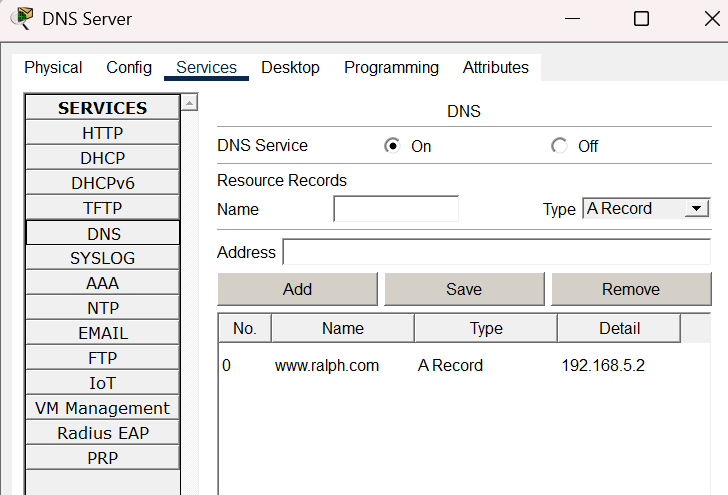 DNS Server
Physical Config Services Desktop Programming Attributes
SERVICES
HTTP
DHCP
DHCPv6
TFTP
DNS
SYSLOG
AAA
NTP
EMAIL
FTP
IoT
VM Management
Radius EAP
PRP
DNS
DNS Service On Off
Resource Records
Name Type A Record
Address
Add Save Remove
No. Name Type Detail
0 www.ralph.com A Record 192.168.5.2